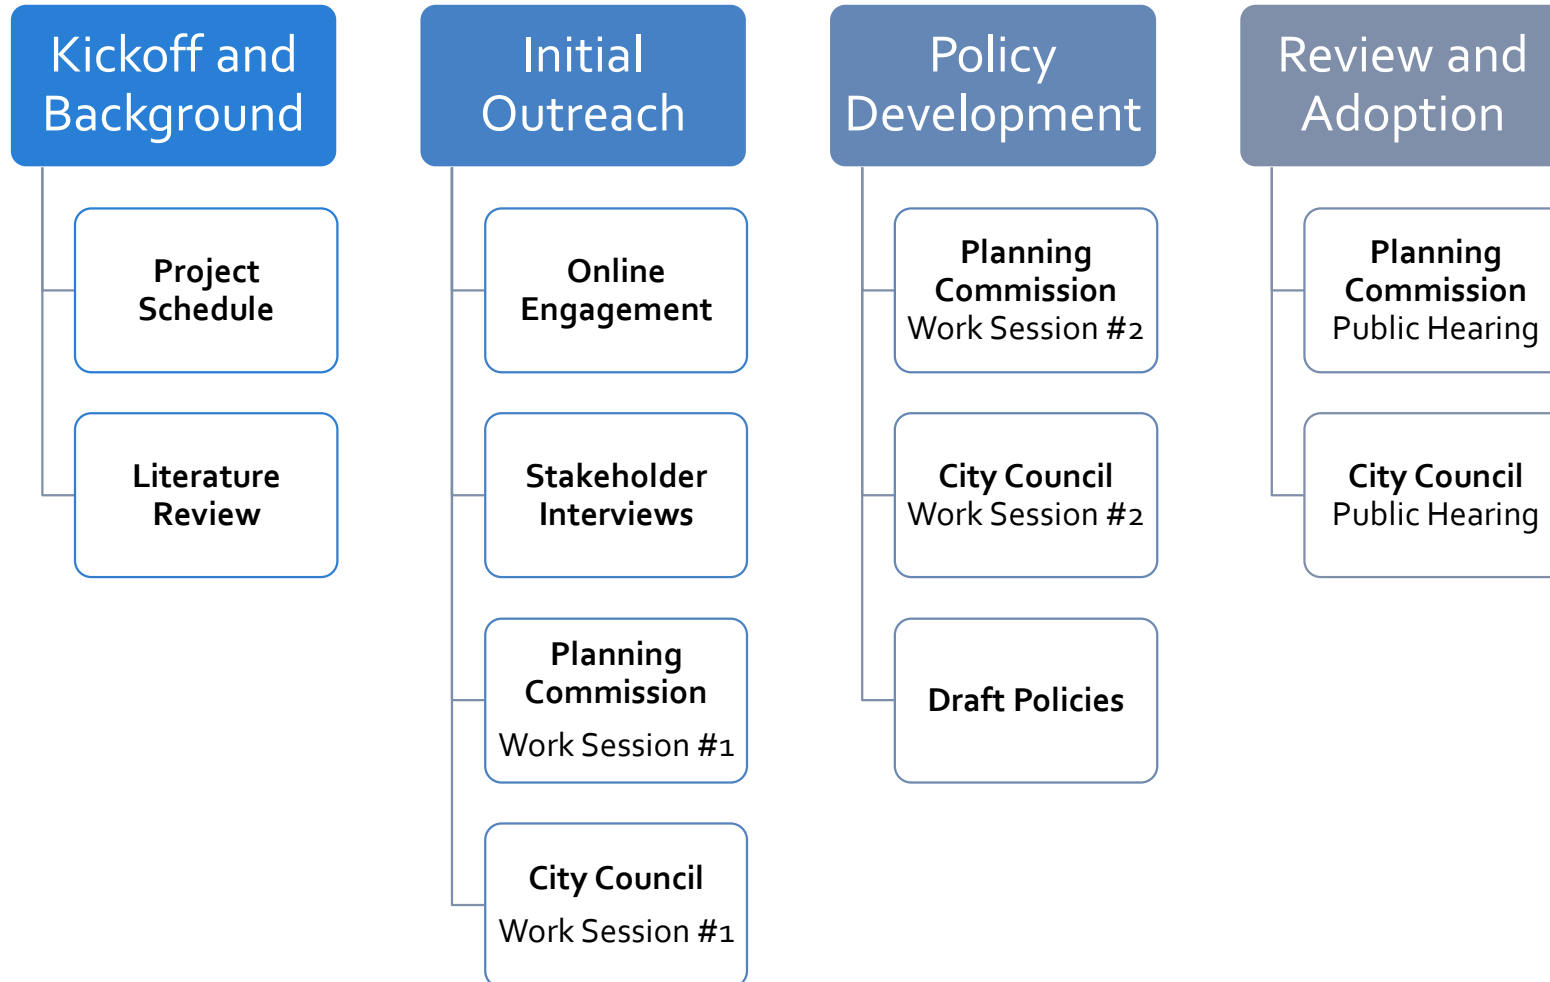 Kickoff and
Background
Project
Schedule
Literature
Review
Initial
Outreach
Online
Engagement
Stakeholder
Interviews
Planning
Commission
Work Session #1
City Council
Work Session #1
Policy
Development
Planning
Commission
Work Session #2
City Council
Work Session #2
Draft Policies
Review and
Adoption
Planning
Commission
Public Hearing
City Council
Public Hearing